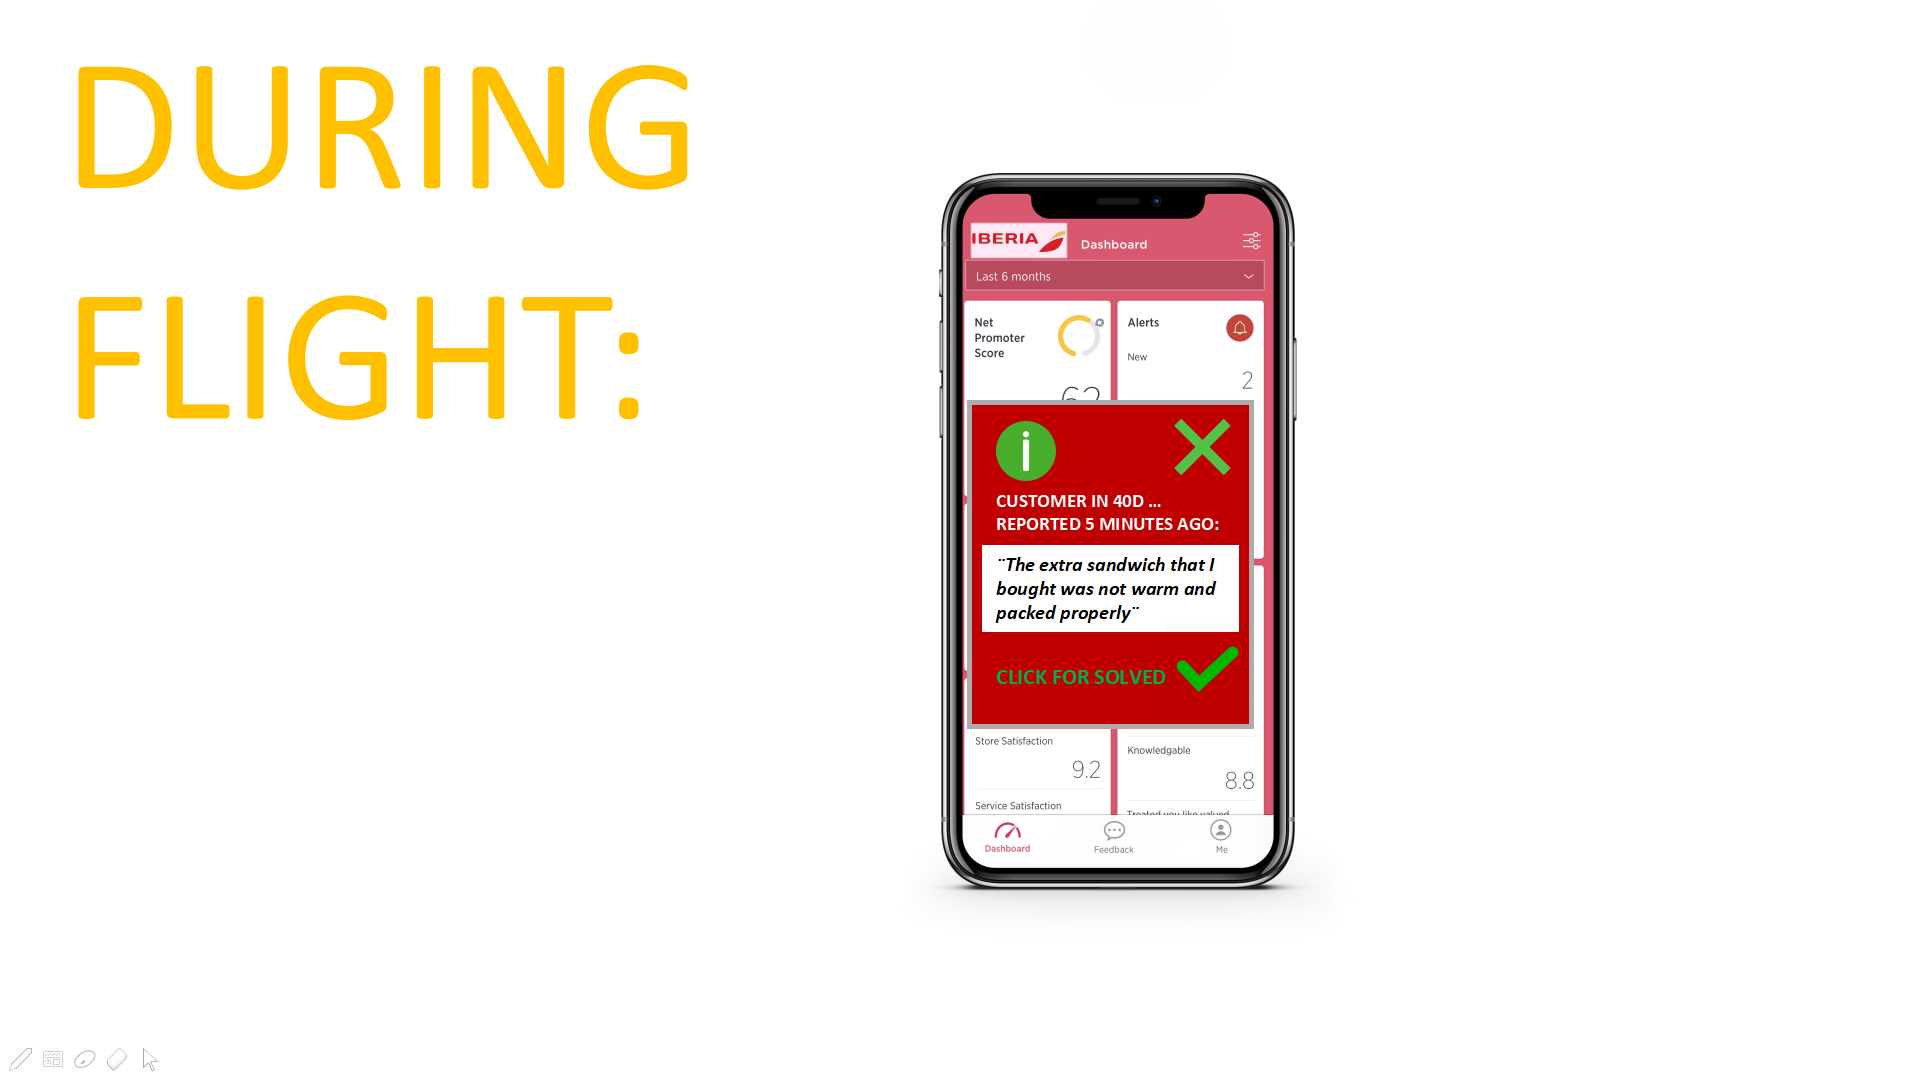 DURING
FLIGHT:
IBERIA
Dashboard
Last 6 months
Net
Promoter
Score
62
Alerts
New
2
i
CUSTOMER IN 40D ...
REPORTED 5 MINUTES AGO:
¨The extra sandwich that I
bought was not warm and
packed properly¨
CLICK FOR SOLVED
Store Satisfaction
9.2
Service Satisfaction
Knowledgable
8.8
Treated you like valued
Dashboard
Feedback
Me